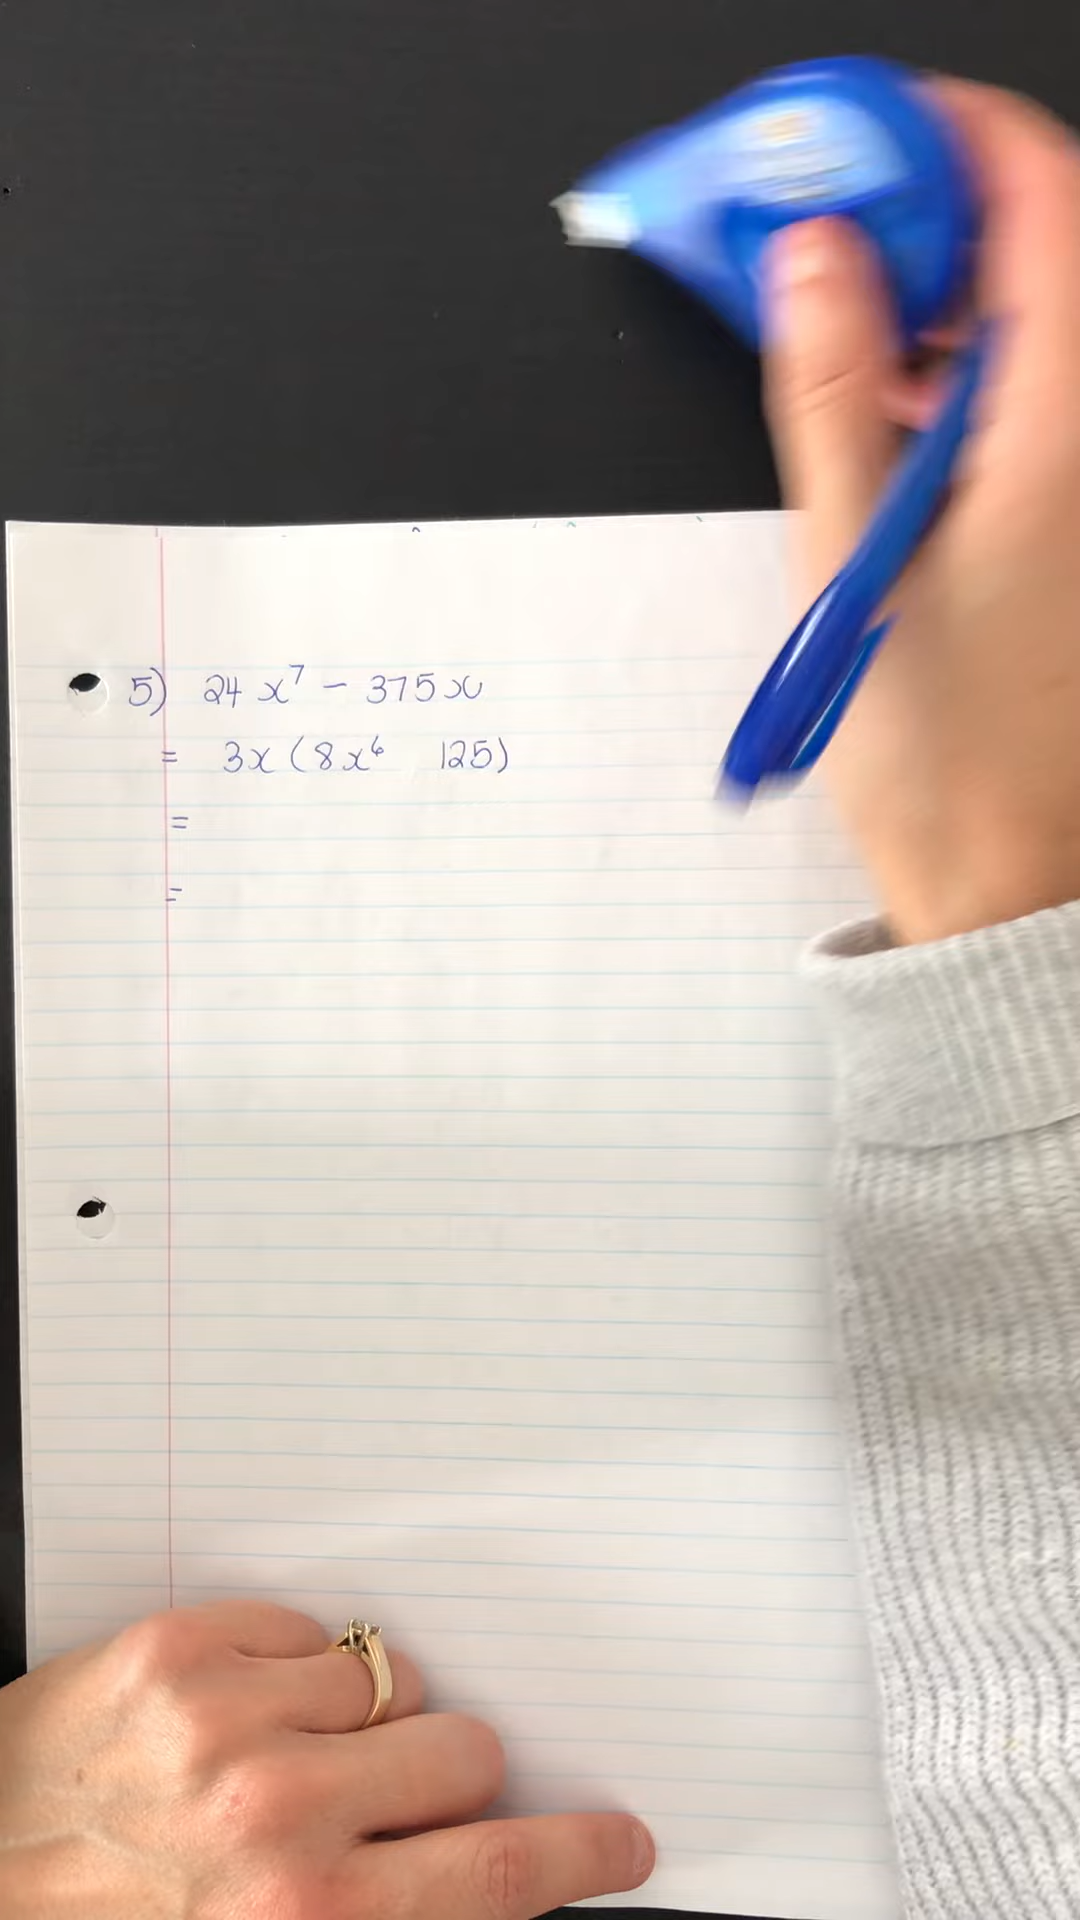 5) 24x⁷ - 375x
= 3x(8x⁶ 125)
=
=